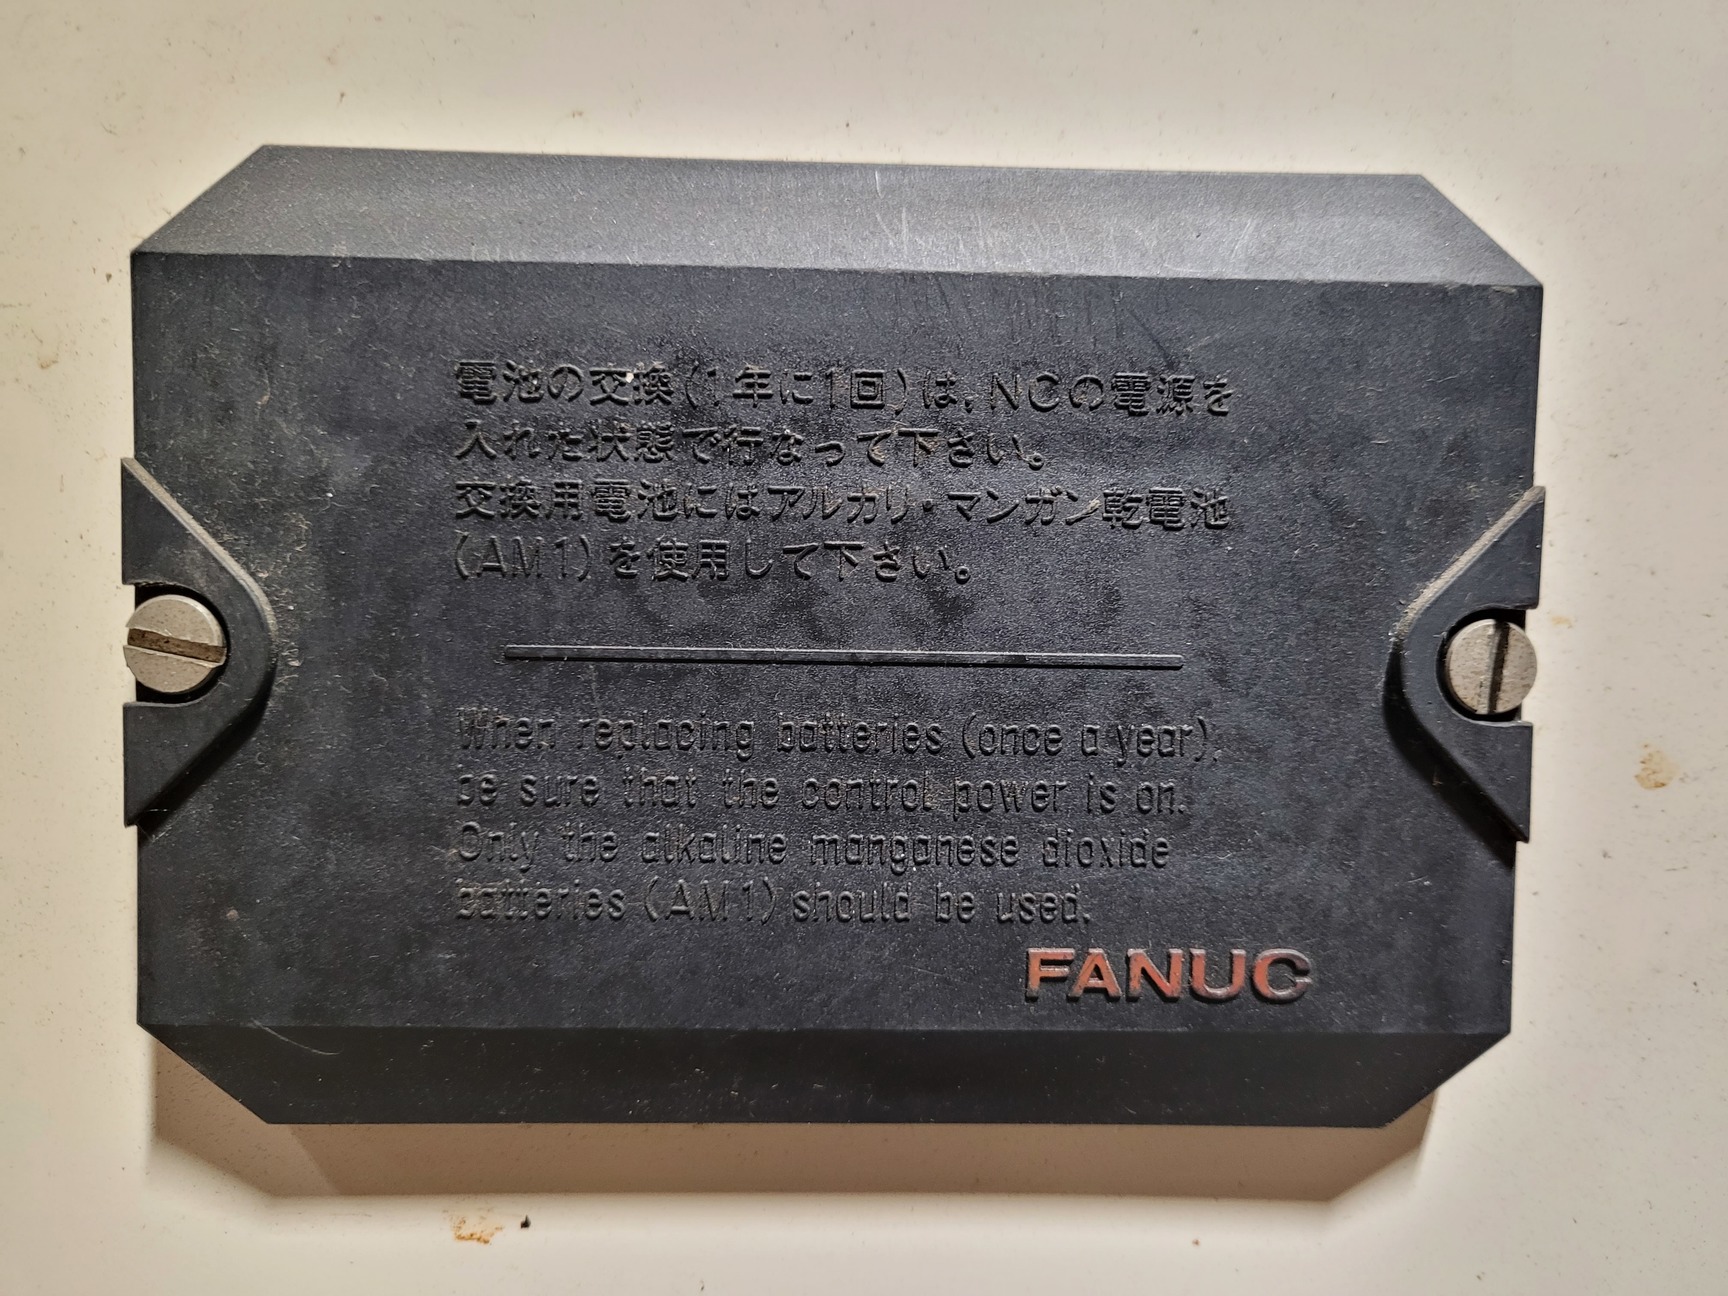 電池の交換(1年に1回)は、NCの電源を
入れた状態で行なって下さい。
交換用電池にはアルカリ・マンガン乾電池
(AM1)を使用して下さい。
When replacing batteries (once a year),
be sure that the control power is on.
Only the alkaline manganese dioxide
batteries (AM1) should be used.
FANUC